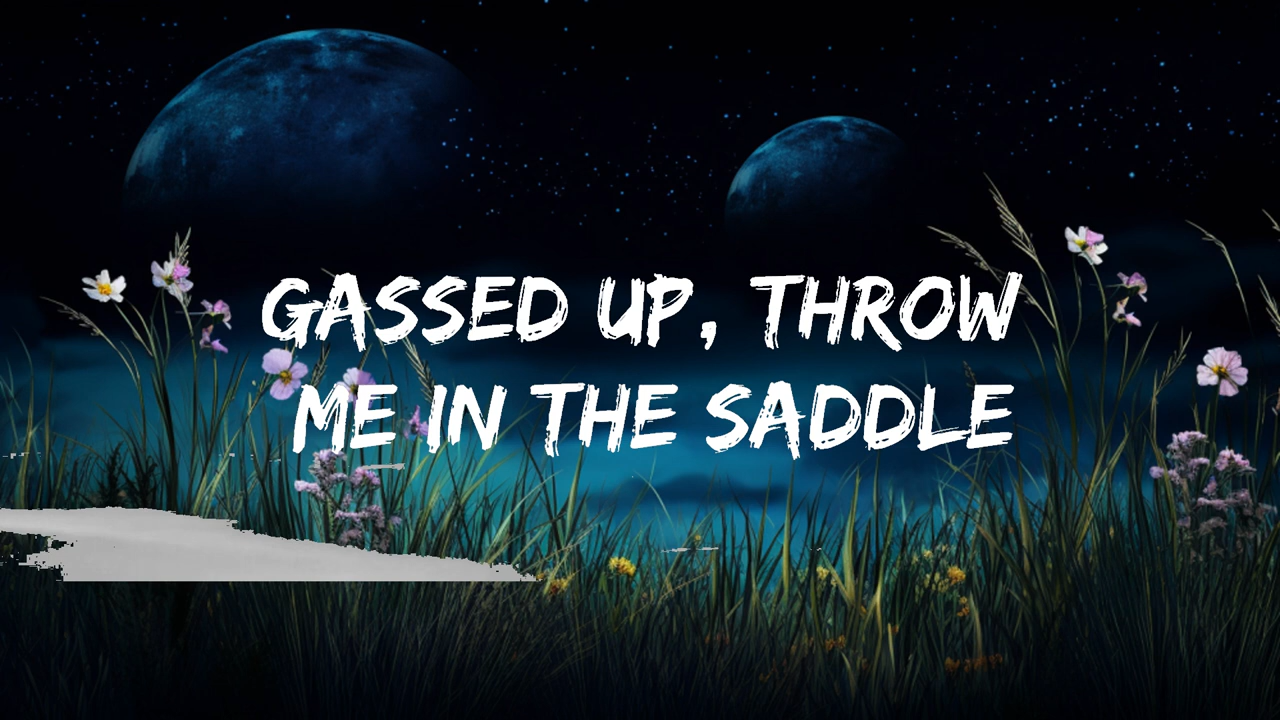 GASSED UP, THROW
ME IN THE SADDLE